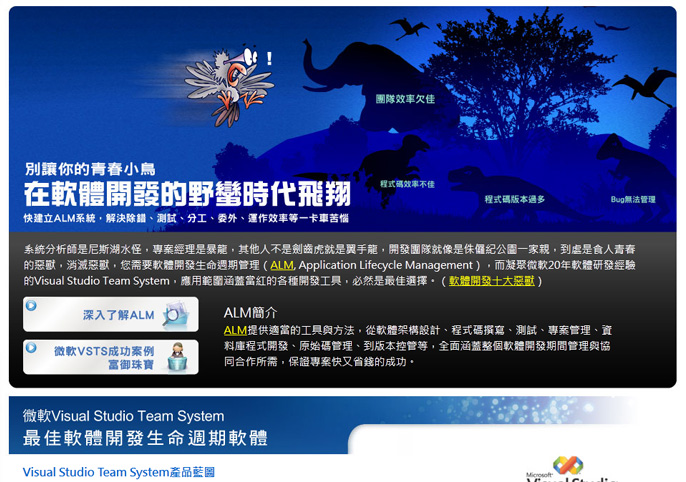 !
團隊效率欠佳
別讓你的青春小鳥
在軟體開發的野蠻時代飛翔
快建立ALM系統，解決除錯、測試、分工、委外、運作效率等一卡車苦惱
程式碼效率不佳
程式碼版本過多
Bug無法管理
系統分析師是尼斯湖水怪，專案經理是暴龍，其他人不是劍齒虎就是翼手龍，開發團隊就像是侏儸紀公園一家親，到處是食人青春
的惡獸，消滅惡獸，您需要軟體開發生命週期管理（ALM, Application Lifecycle Management），而凝聚微軟20年軟體研發經驗
的Visual Studio Team System，應用範圍涵蓋當紅的各種開發工具，必然是最佳選擇。（軟體開發十大惡獸）
深入了解ALM
微軟VSTS成功案例
富御珠寶
ALM簡介
ALM提供適當的工具與方法，從軟體架構設計、程式碼撰寫、測試、專案管理、資
料庫程式開發、原始碼管理、到版本控管等，全面涵蓋整個軟體開發期間管理與協
同合作所需，保證專案快又省錢的成功。
微軟Visual Studio Team System
最佳軟體開發生命週期軟體
Visual Studio Team System產品藍圖
Microsoft
Visual Studio